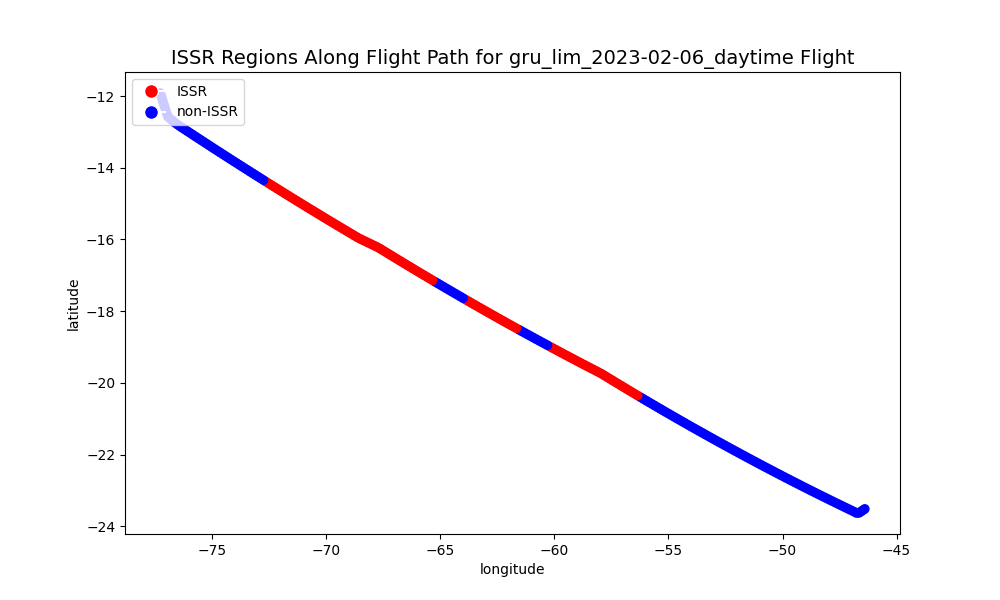 ISSR Regions Along Flight Path for gru_lim_2023-02-06_daytime Flight
ISSR
non-ISSR
−12
−14
−16
−18
−20
−22
−24
latitude
−75
−70
−65
−60
−55
−50
−45
longitude